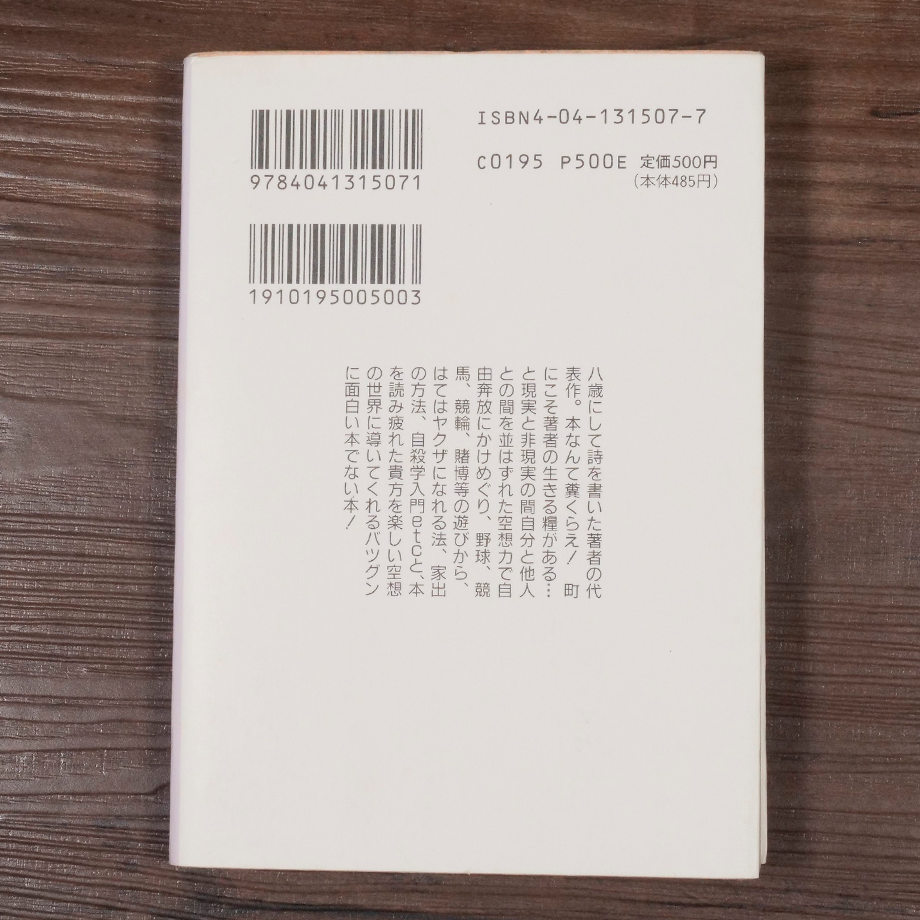 9784041315071
ISBN4-04-131507-7
C0195 P500E 定価500円
(本体485円)
1910195005003
八歳にして詩を書いた著者の代
表作。本なんて糞くらえ! 町
にこそ著者の生きる糧がある…
と現実と非現実の間自分と他人
との間を並はずれた空想力で自
由奔放にかけめぐり、野球、競
馬、競輪、賭博等の遊びから、
はてはヤクザになれる法、家出
の方法、自殺学入門etcと、本
を読み疲れた貴方を楽しい空想
の世界に導いてくれるバツグン
に面白い本でない本!